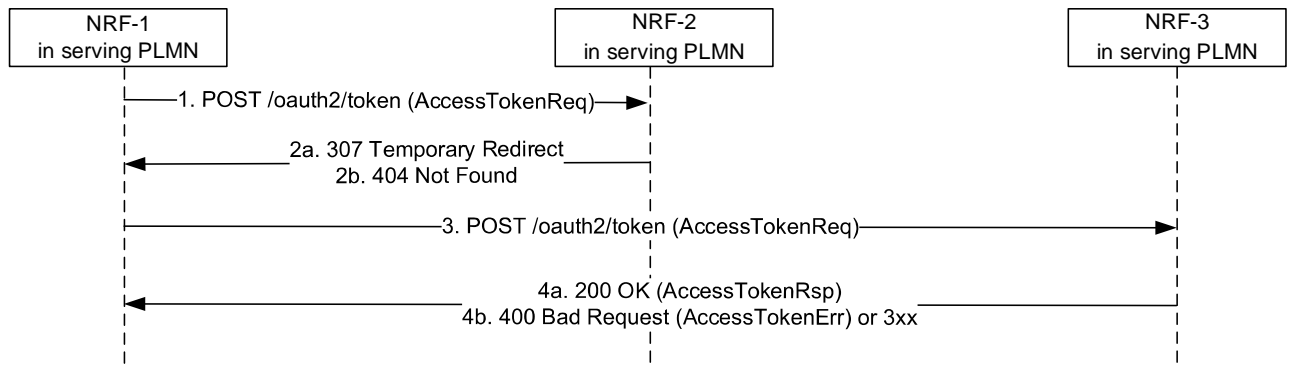 NRF-1
in serving PLMN
NRF-2
in serving PLMN
NRF-3
in serving PLMN
1. POST /oauth2/token (AccessTokenReq)
2a. 307 Temporary Redirect
2b. 404 Not Found
3. POST /oauth2/token (AccessTokenReq)
4a. 200 OK (AccessTokenRsp)
4b. 400 Bad Request (AccessTokenErr) or 3xx